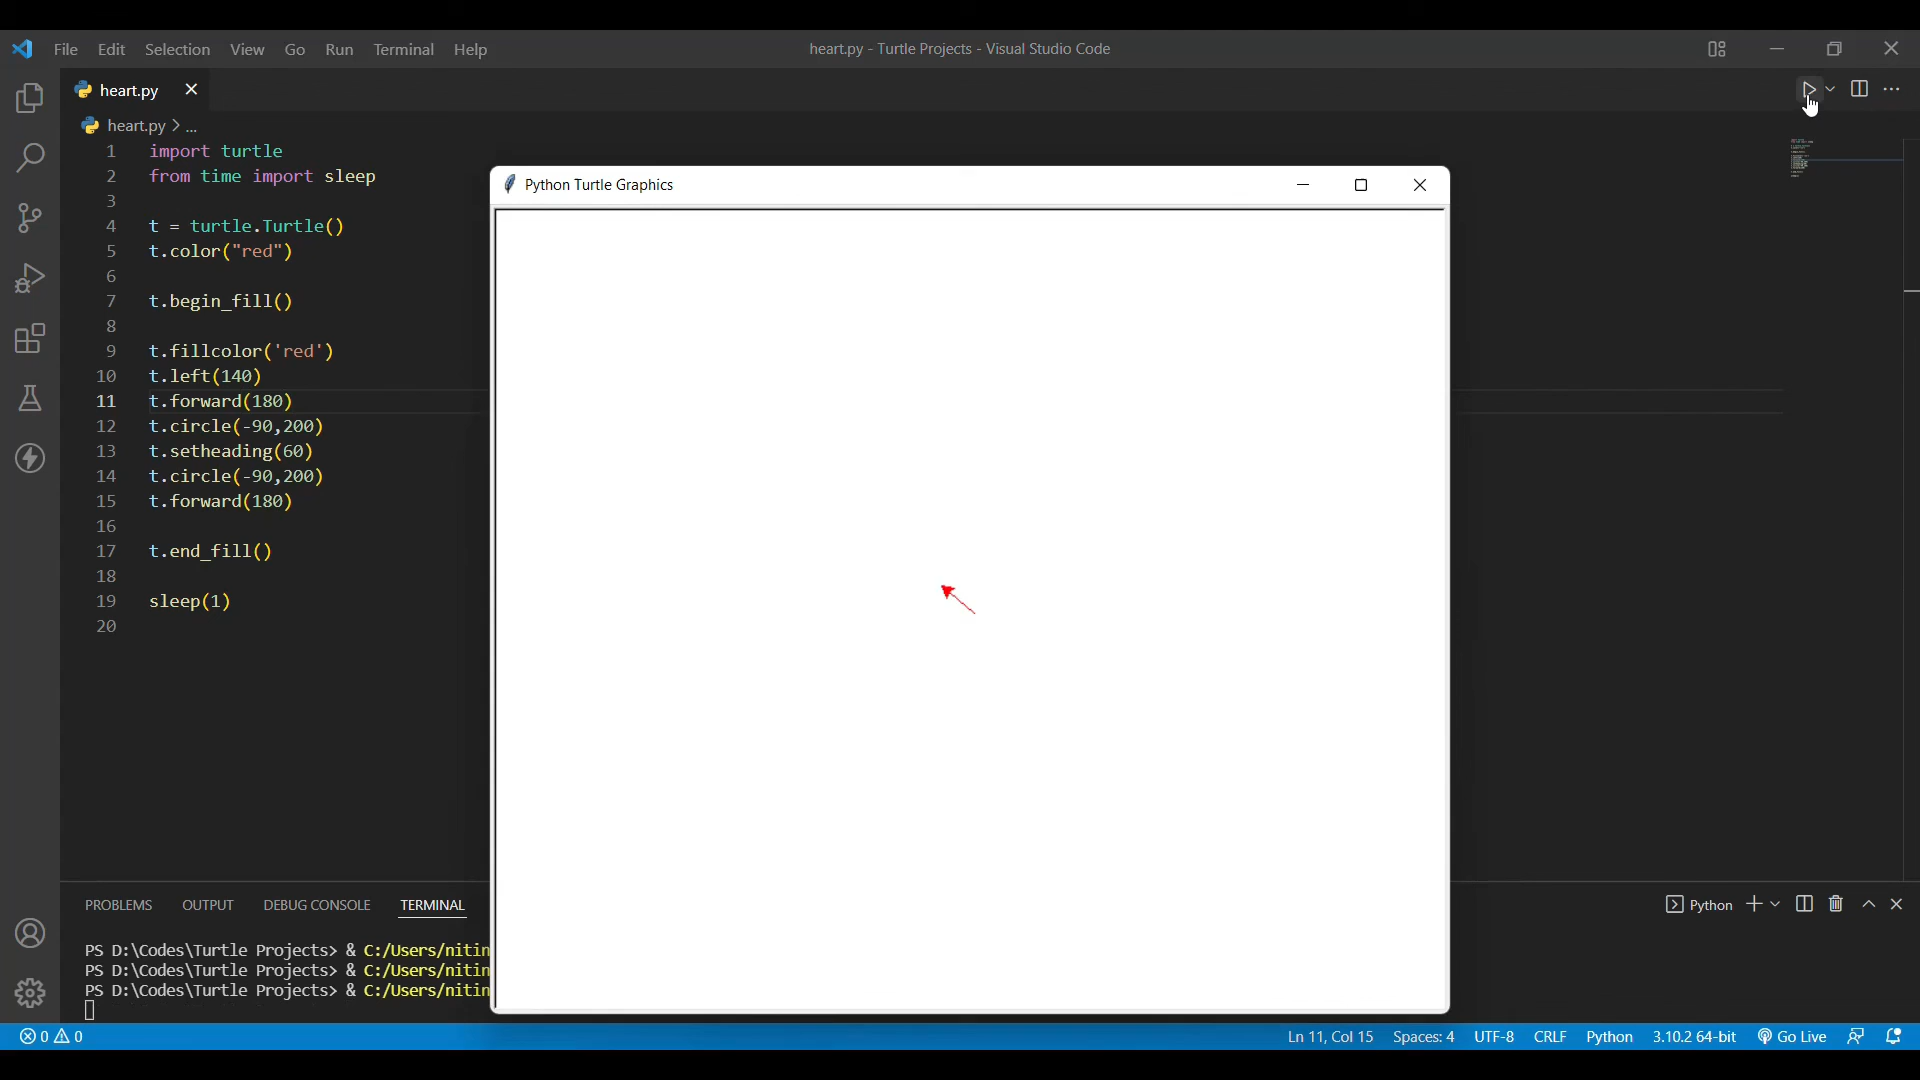 File Edit Selection View Go Run Terminal Help
heart.py - Turtle Projects - Visual Studio Code
heart.py
heart.py > ...
1 import turtle
2 from time import sleep
3
4 t = turtle.Turtle()
5 t.color("red")
6
7 t.begin_fill()
8
9 t.fillcolor('red')
10 t.left(140)
11 t.forward(180)
12 t.circle(-90,200)
13 t.setheading(60)
14 t.circle(-90,200)
15 t.forward(180)
16
17 t.end_fill()
18
19 sleep(1)
20
Python Turtle Graphics
PROBLEMS OUTPUT DEBUG CONSOLE TERMINAL
Python
PS D:\Codes\Turtle Projects> & C:/Users/nitin
PS D:\Codes\Turtle Projects> & C:/Users/nitin
PS D:\Codes\Turtle Projects> & C:/Users/nitin
0 0
Ln 11, Col 15 Spaces: 4 UTF-8 CRLF Python 3.10.2 64-bit Go Live